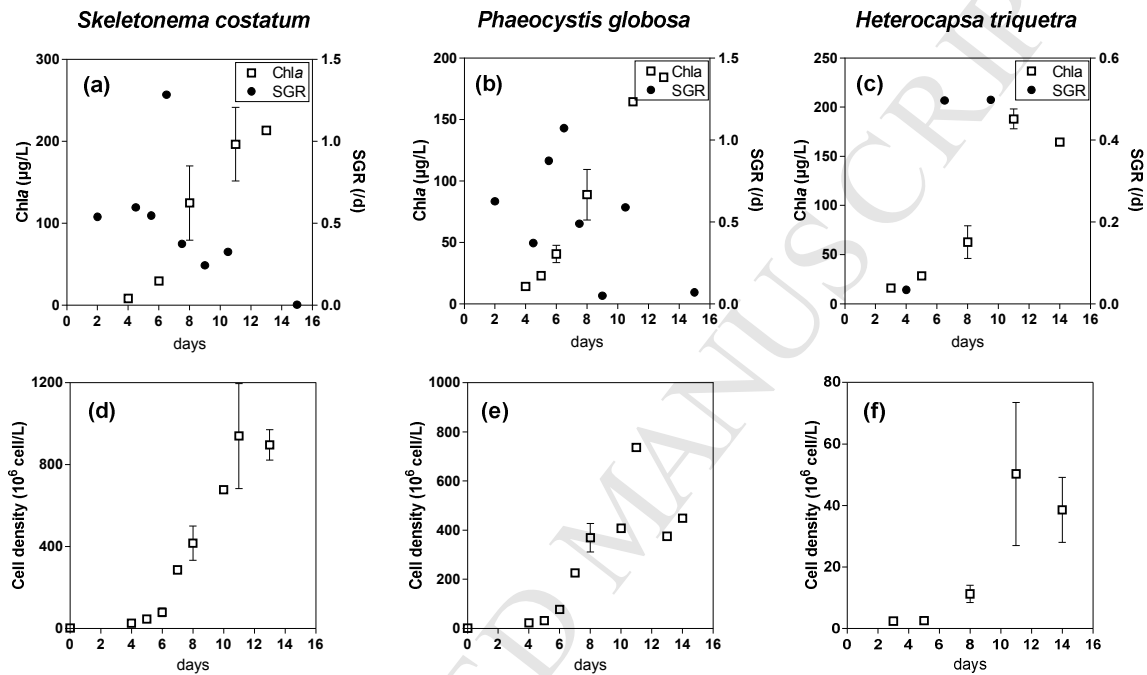 Skeletonema costatum
Phaeocystis globosa
Heterocapsa triquetra
(a)
Chla
SGR
Chla (µg/L)
300
200
100
0
SGR (/d)
1.5
1.0
0.5
0.0
0 2 4 6 8 10 12 14 16
days
(b)
Chla
SGR
200
150
100
50
0
Chla (µg/L)
1.5
1.0
0.5
0.0
SGR (/d)
0 2 4 6 8 10 12 14 16
days
(c)
Chla
SGR
250
200
150
100
50
0
Chla (µg/L)
0.6
0.4
0.2
0.0
SGR (/d)
0 2 4 6 8 10 12 14 16
days
(d)
1200
800
400
0
Cell density (10⁶ cell/L)
0 2 4 6 8 10 12 14 16
days
(e)
1000
800
600
400
200
0
Cell density (10⁶ cell/L)
0 2 4 6 8 10 12 14 16
days
(f)
80
60
40
20
0
Cell density (10⁶ cell/L)
0 2 4 6 8 10 12 14 16
days
ED MANUSCRIP